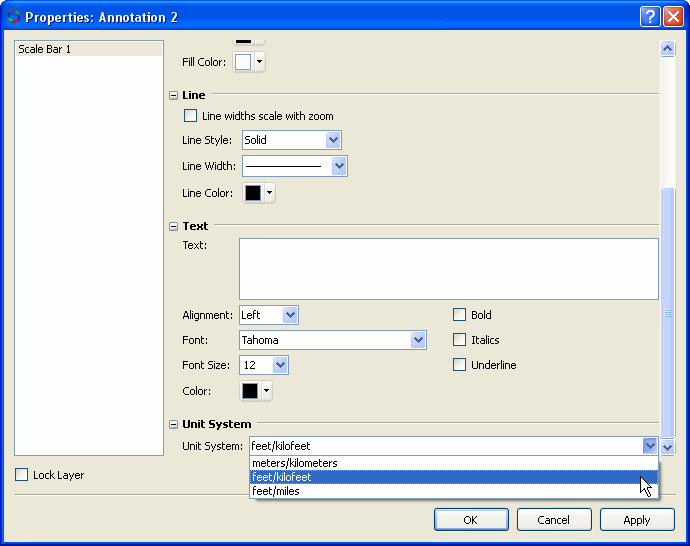 Properties: Annotation 2
Scale Bar 1
Fill Color:
Line
Line widths scale with zoom
Line Style: Solid
Line Width:
Line Color:
Text
Text:
Alignment: Left
Bold
Font: Tahoma
Italics
Font Size: 12
Underline
Color:
Unit System
Unit System: feet/kilofeet
meters/kilometers
feet/kilofeet
feet/miles
Lock Layer
OK Cancel Apply